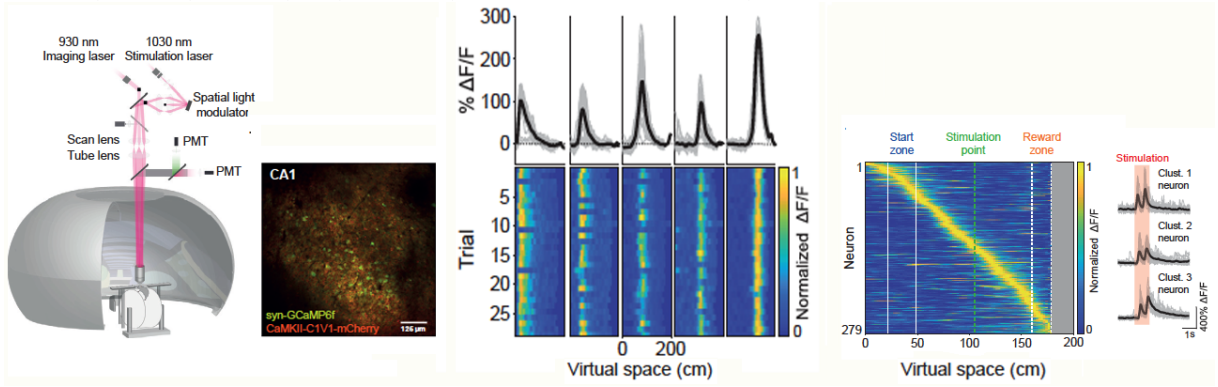 930 nm
Imaging laser
1030 nm
Stimulation laser
Spatial light
modulator
Scan lens
Tube lens
PMT
PMT
CA1
syn-GCaMP6f
CaMKII-C1V1-mCherry
126 µm
% ΔF/F
300
200
100
0
Trial
5
10
15
20
25
0 200
Virtual space (cm)
1
0
Normalized ΔF/F
Start
zone
Stimulation
point
Reward
zone
Neuron
1
279
0 50 100 150 200
Virtual space (cm)
1
0
Normalized ΔF/F
Stimulation
Clust. 1
neuron
Clust. 2
neuron
Clust. 3
neuron
400% ΔF/F
1s